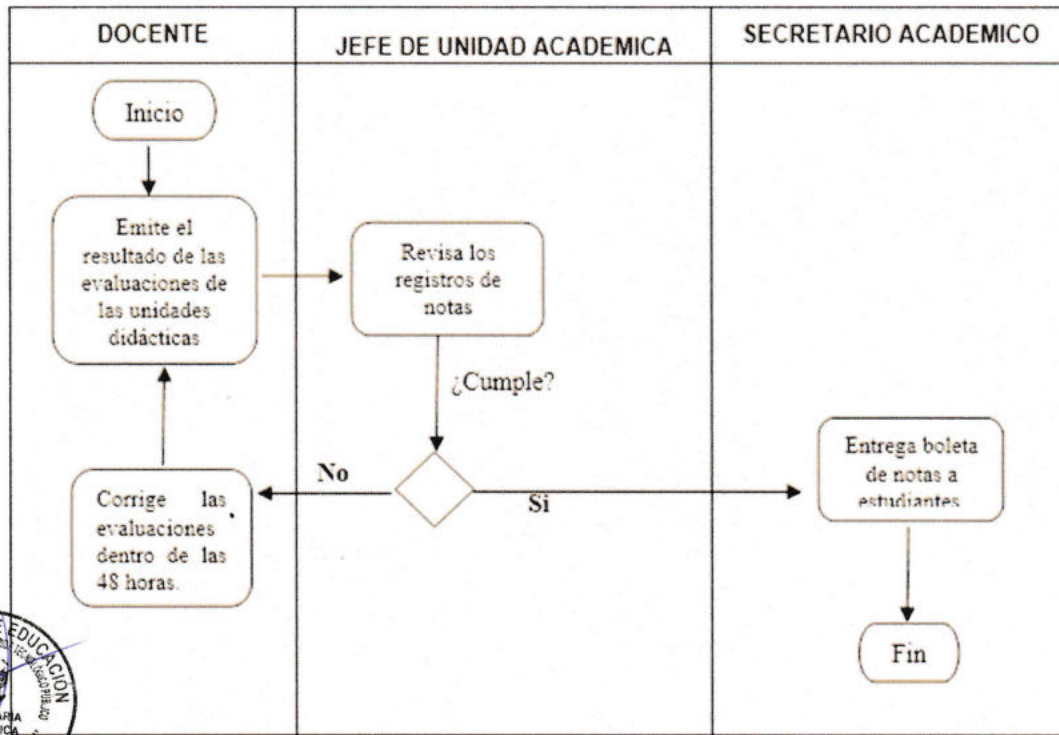 DOCENTE
JEFE DE UNIDAD ACADEMICA
SECRETARIO ACADEMICO
Inicio
Emite el
resultado de las
evaluaciones de
las unidades
didácticas
Revisa los
registros de
notas
¿Cumple?
No
Si
Corrige las
evaluaciones
dentro de las
48 horas.
Entrega boleta
de notas a
estudiantes
Fin
EDUCACIÓN